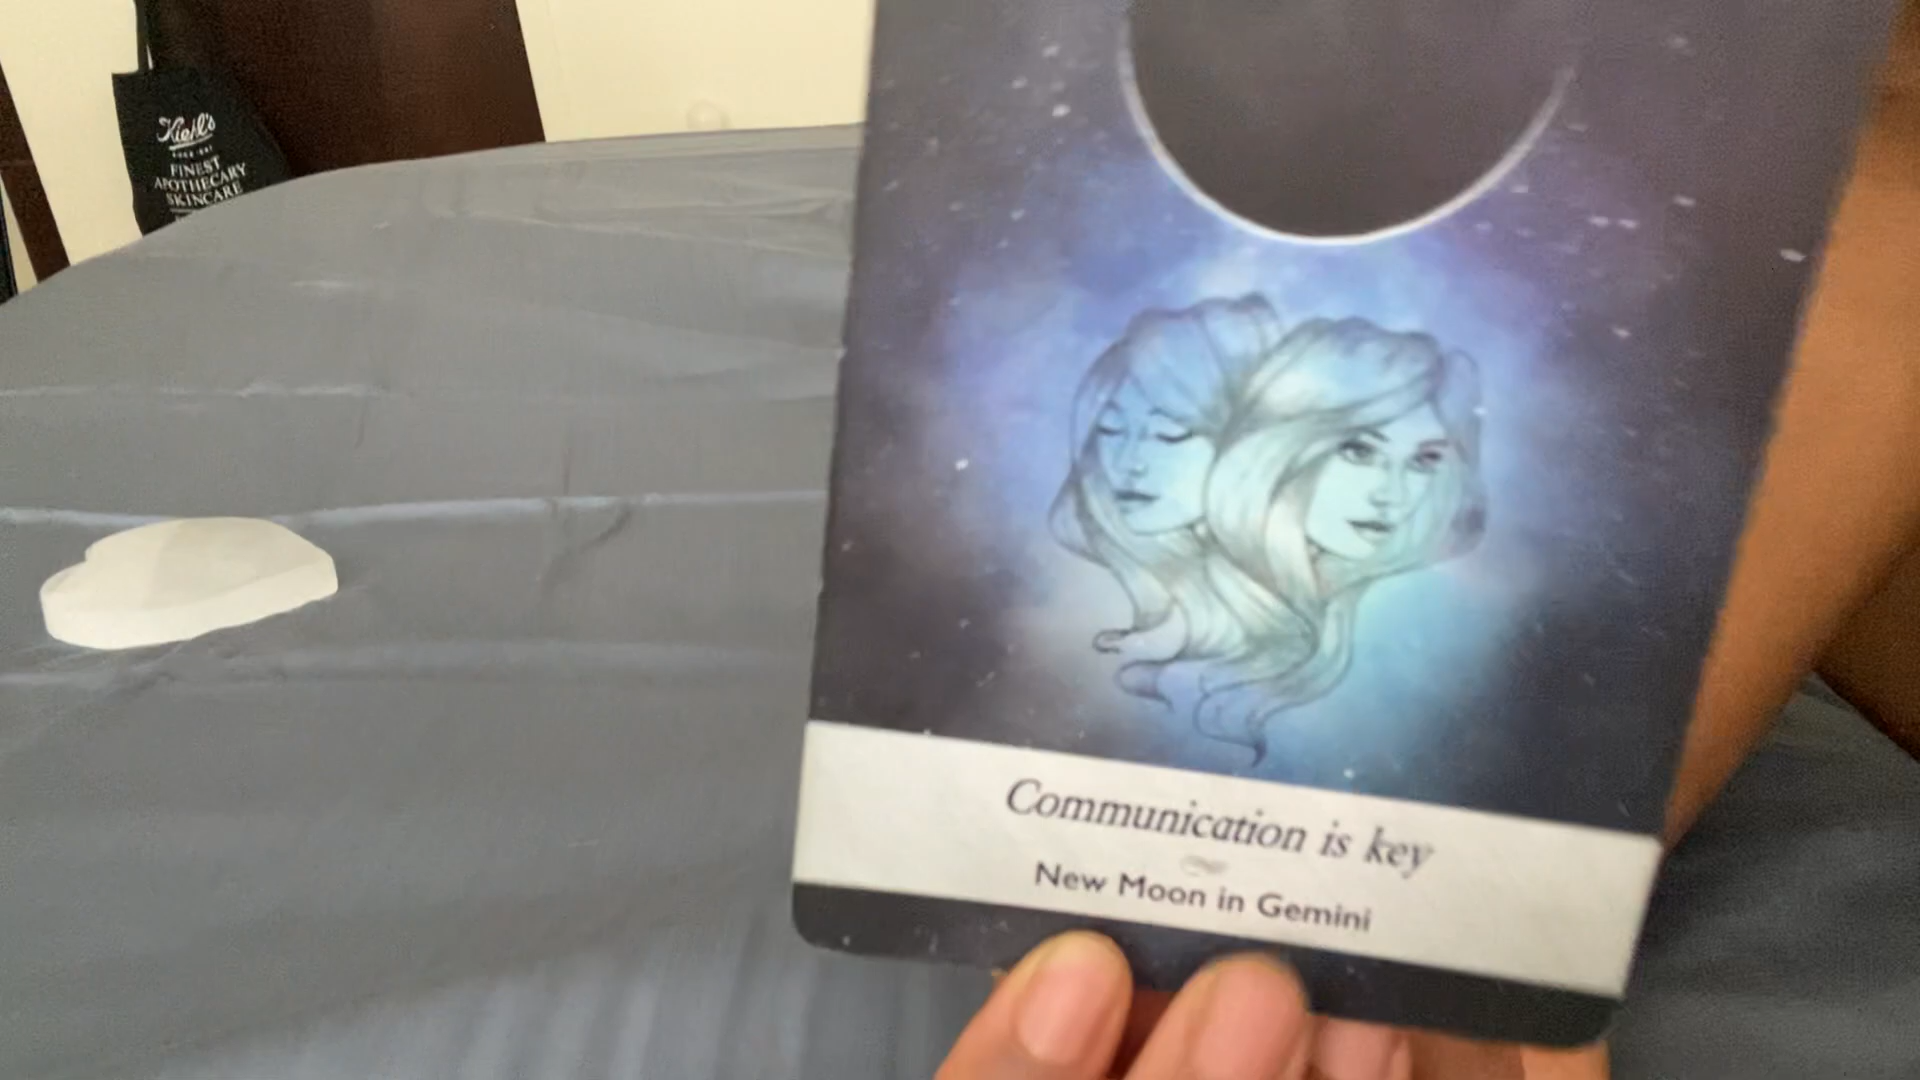 Kiehl's
FINEST
APOTHECARY
SKINCARE
Communication is key
New Moon in Gemini